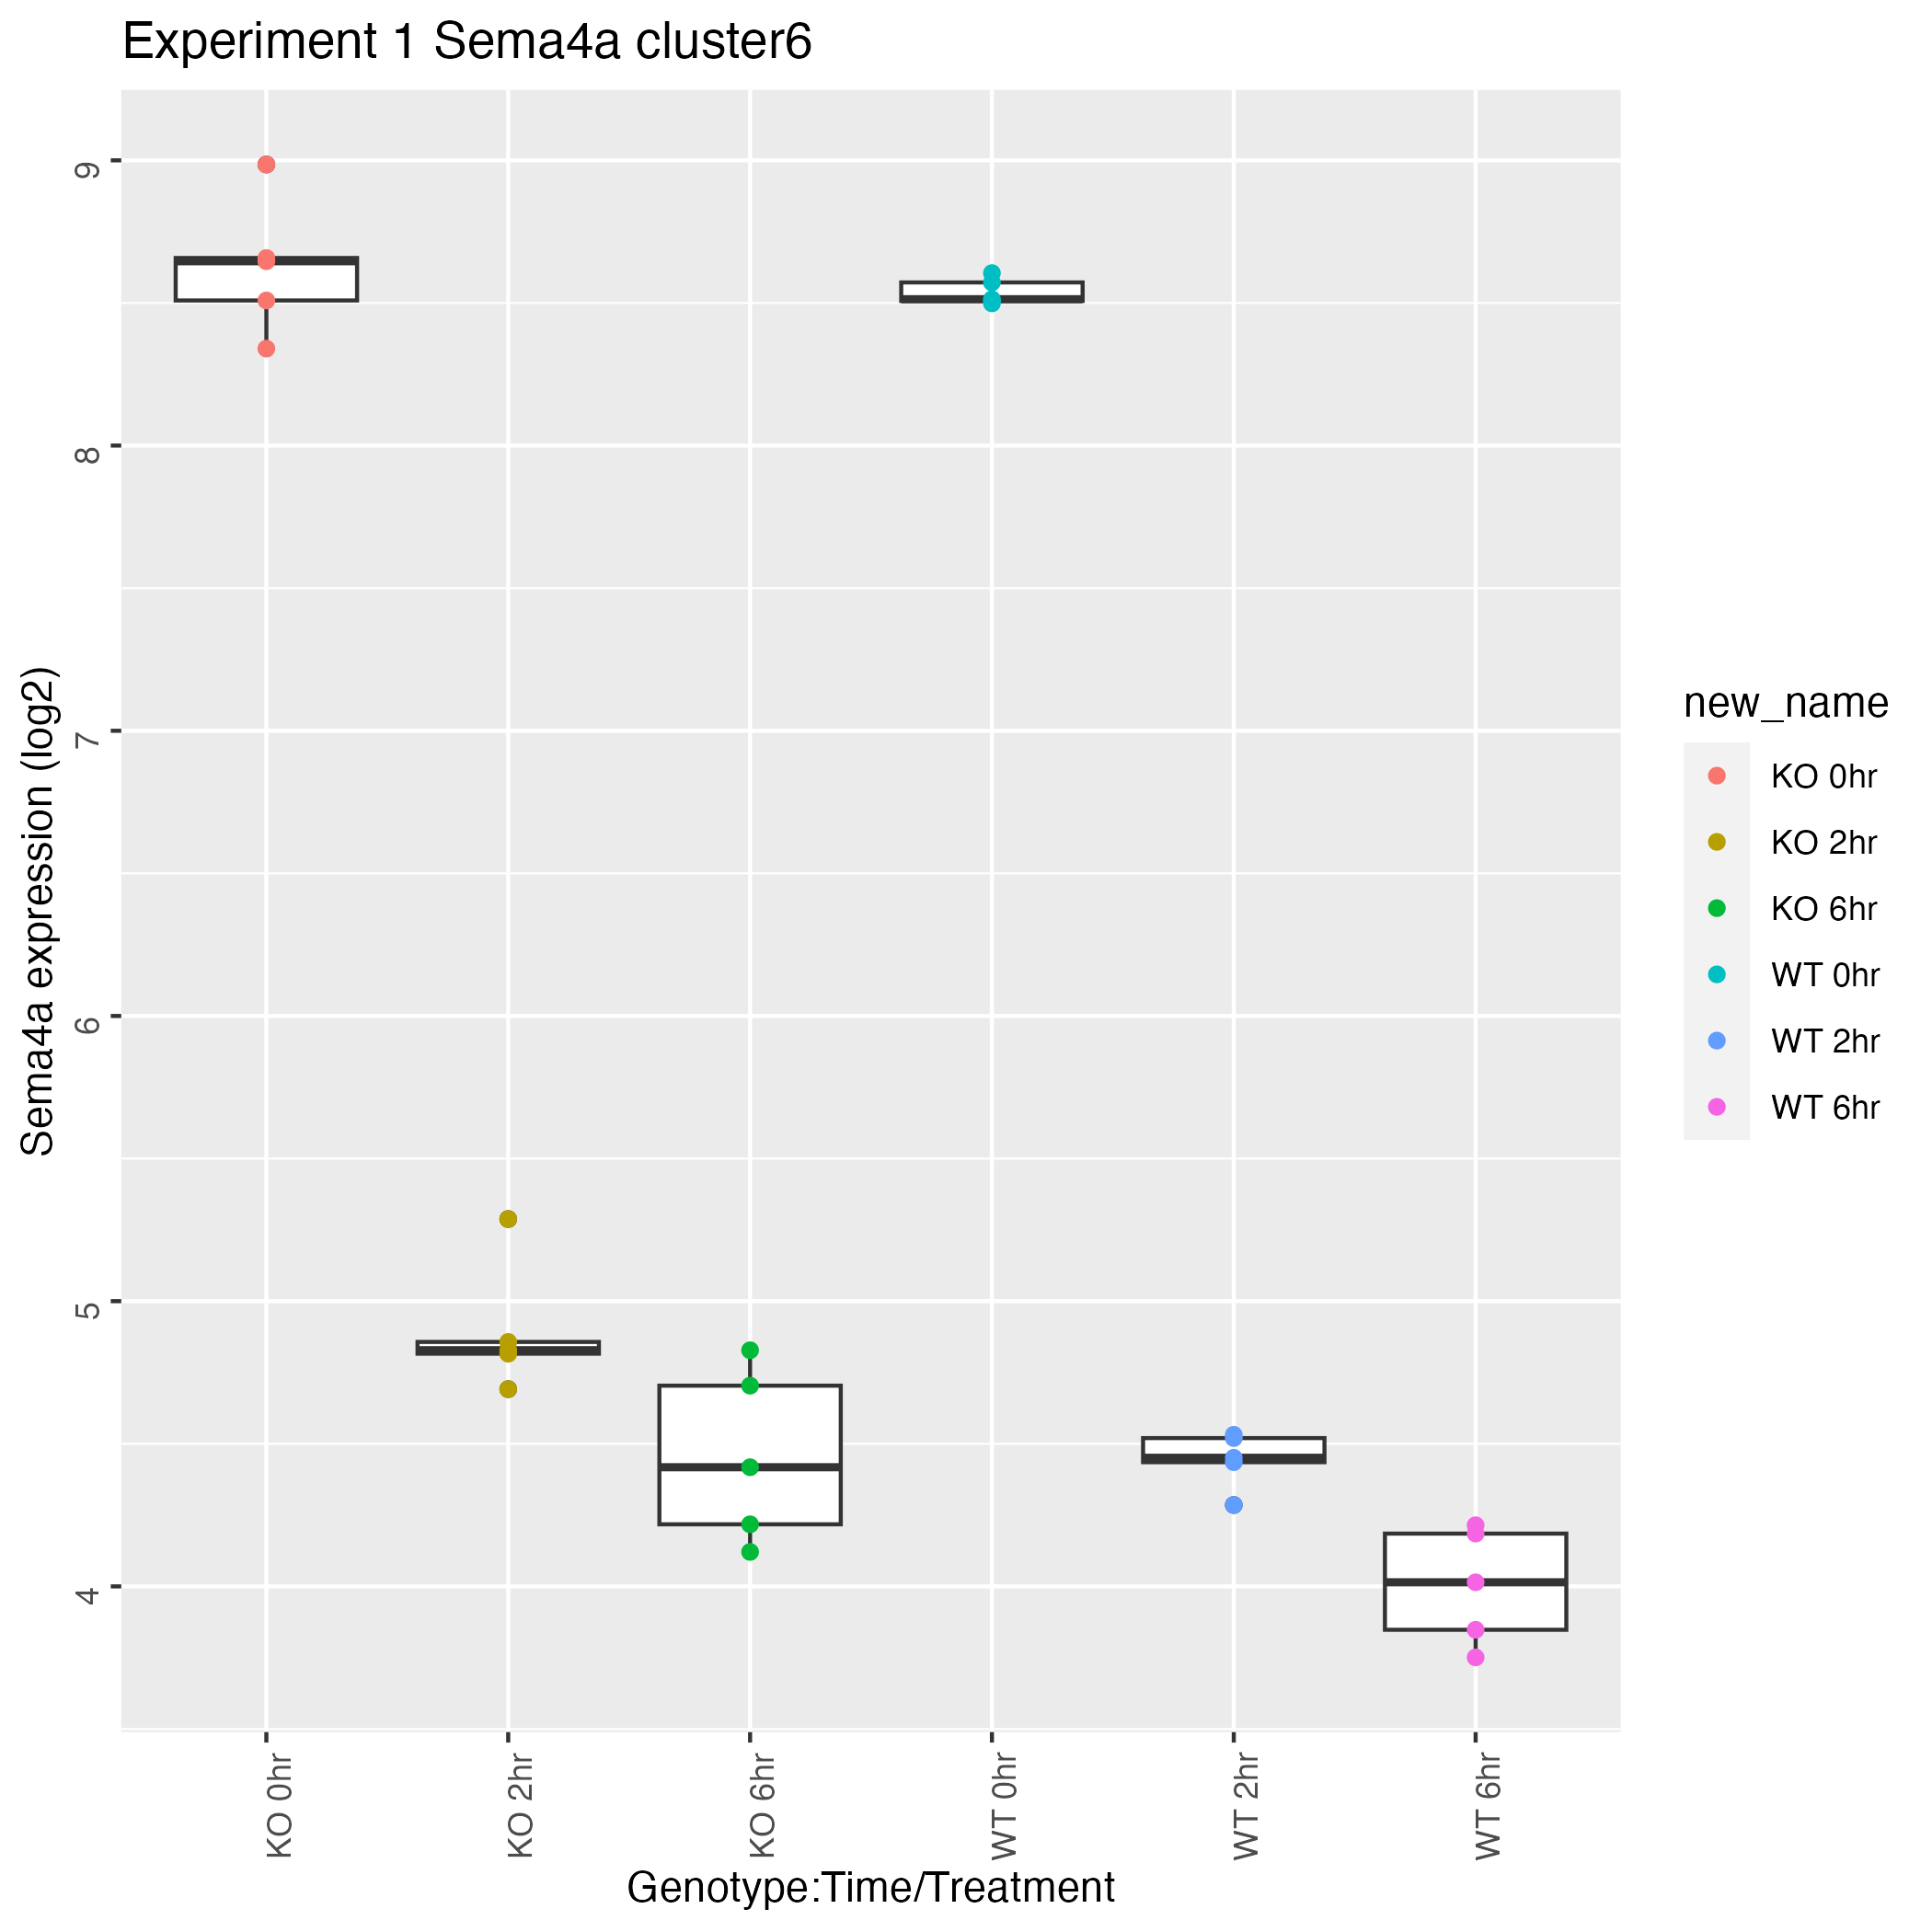 Experiment 1 Sema4a cluster6
Sema4a expression (log2)
9
8
7
6
5
4
KO 0hr
KO 2hr
KO 6hr
WT 0hr
WT 2hr
WT 6hr
Genotype:Time/Treatment
new_name
KO 0hr
KO 2hr
KO 6hr
WT 0hr
WT 2hr
WT 6hr